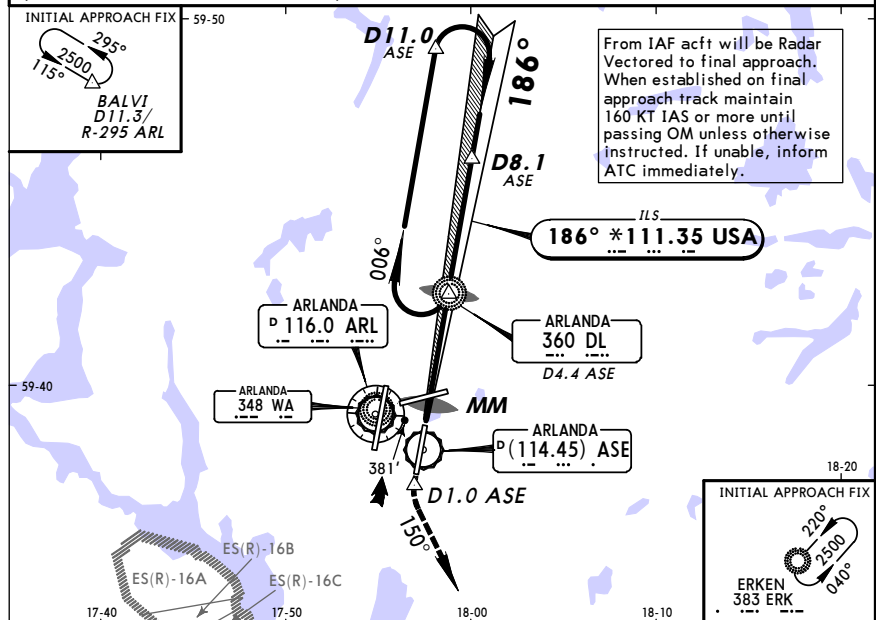 INITIAL APPROACH FIX
295°
2500
115°
BALVI
D11.3/
R-295 ARL
59-50
D11.0
ASE
186°
From IAF acft will be Radar
Vectored to final approach.
When established on final
approach track maintain
160 KT IAS or more until
passing OM unless otherwise
instructed. If unable, inform
ATC immediately.
D8.1
ASE
ILS
186° *111.35 USA
006°
ARLANDA
D 116.0 ARL
ARLANDA
360 DL
D4.4 ASE
59-40
ARLANDA
348 WA
MM
ARLANDA
D (114.45) ASE
381'
D1.0 ASE
150°
18-20
INITIAL APPROACH FIX
220°
2500
040°
ERKEN
383 ERK
ES(R)-16B
ES(R)-16A
ES(R)-16C
17-40
17-50
18-00
18-10